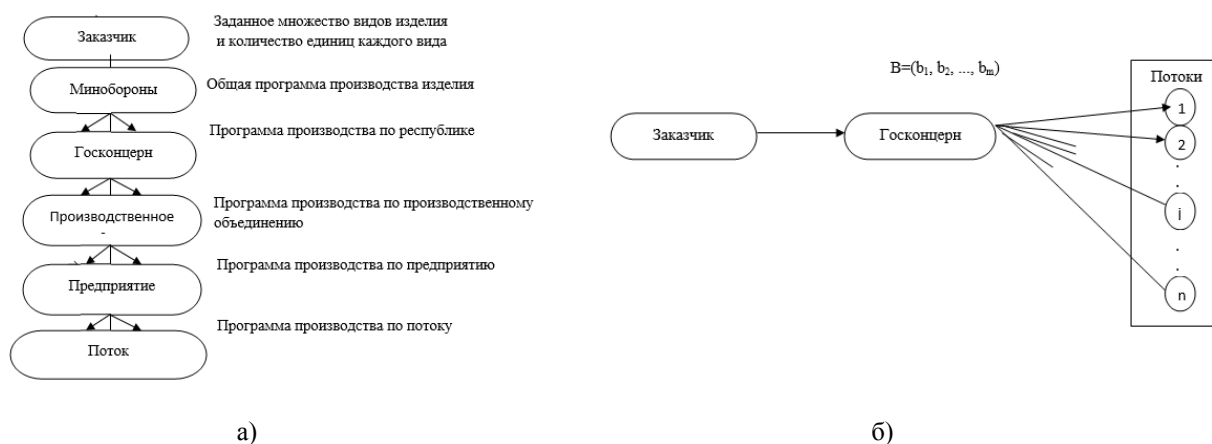 Заказчик
Заданное множество видов изделия
и количество единиц каждого вида
Минобороны
Общая программа производства изделия
Госконцерн
Программа производства по республике
Производственное
-
Программа производства по производственному
объединению
Предприятие
Программа производства по предприятию
Поток
Программа производства по потоку
а)
B=(b₁, b₂, ..., bₘ)
Заказчик
Госконцерн
Потоки
1
2
.
.
j
.
.
n
б)